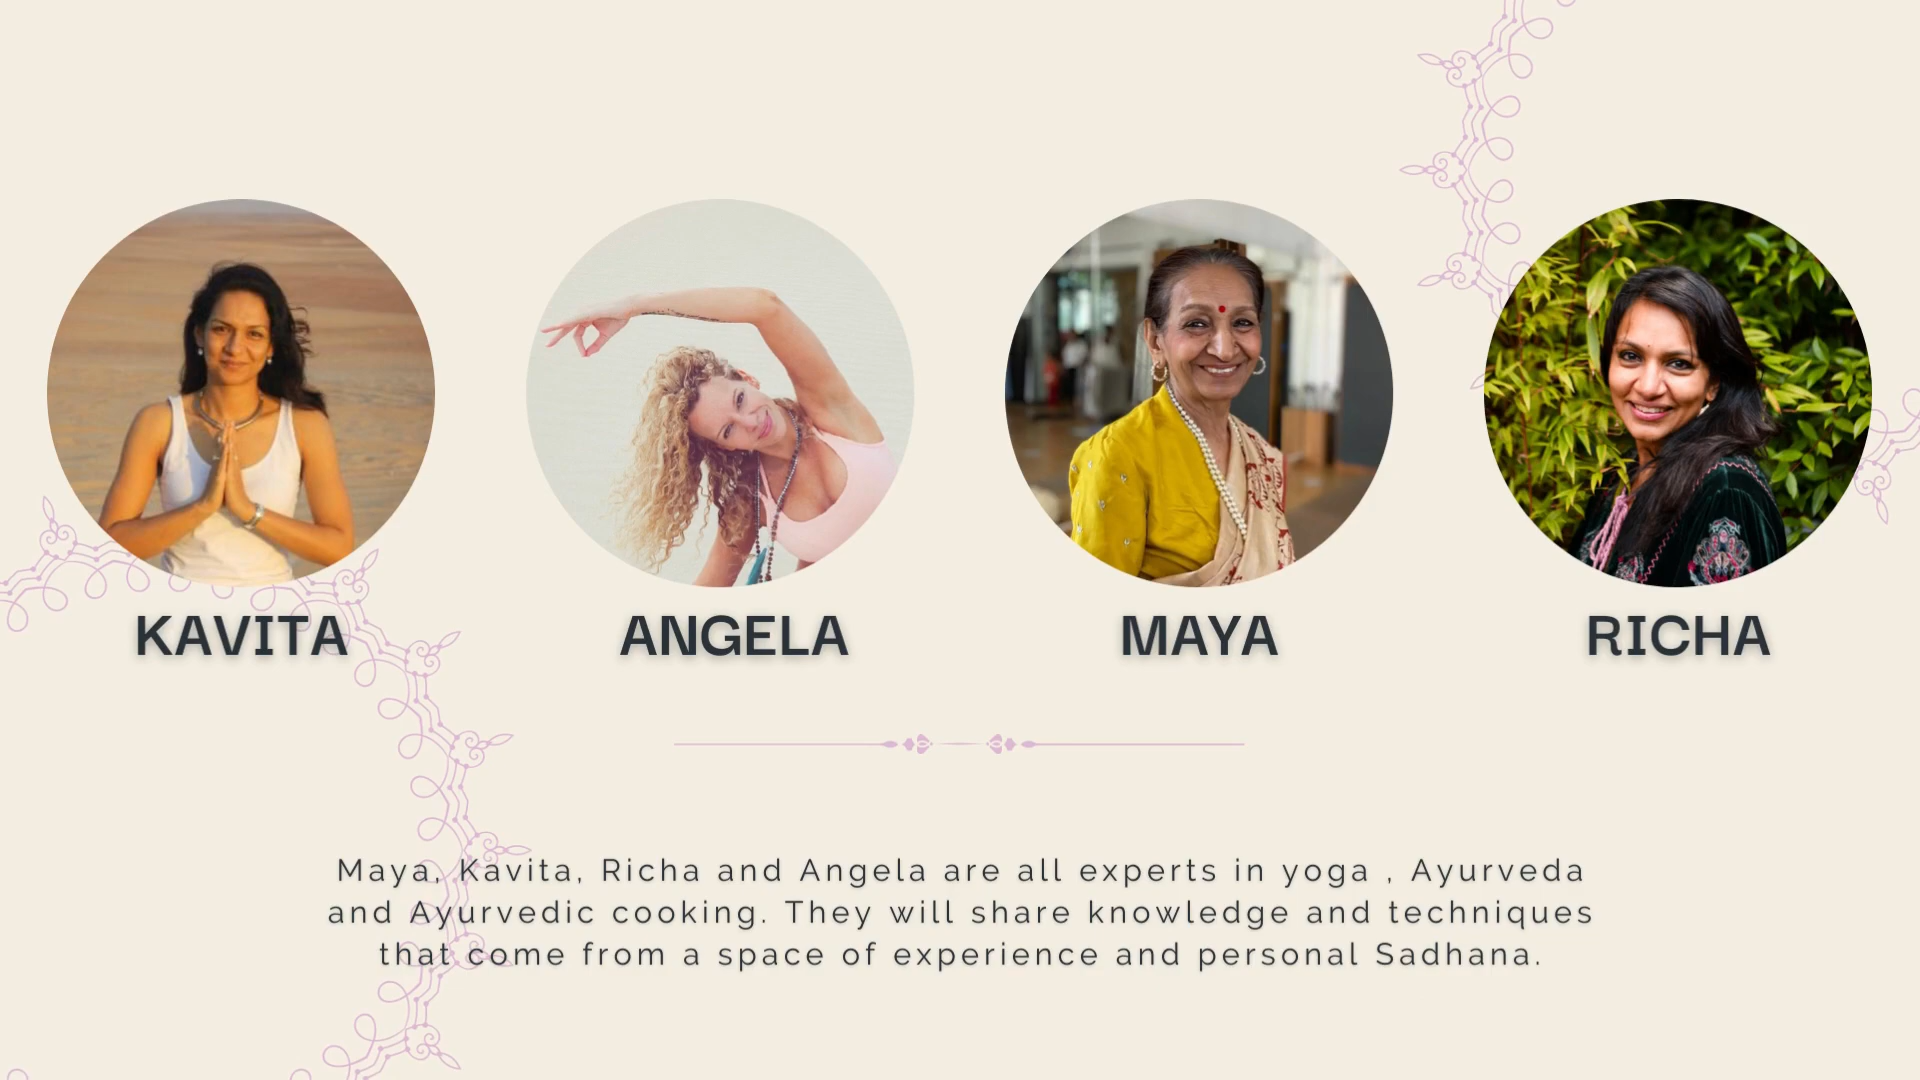 KAVITA
ANGELA
MAYA
RICHA
Maya, Kavita, Richa and Angela are all experts in yoga , Ayurveda
and Ayurvedic cooking. They will share knowledge and techniques
that come from a space of experience and personal Sadhana.